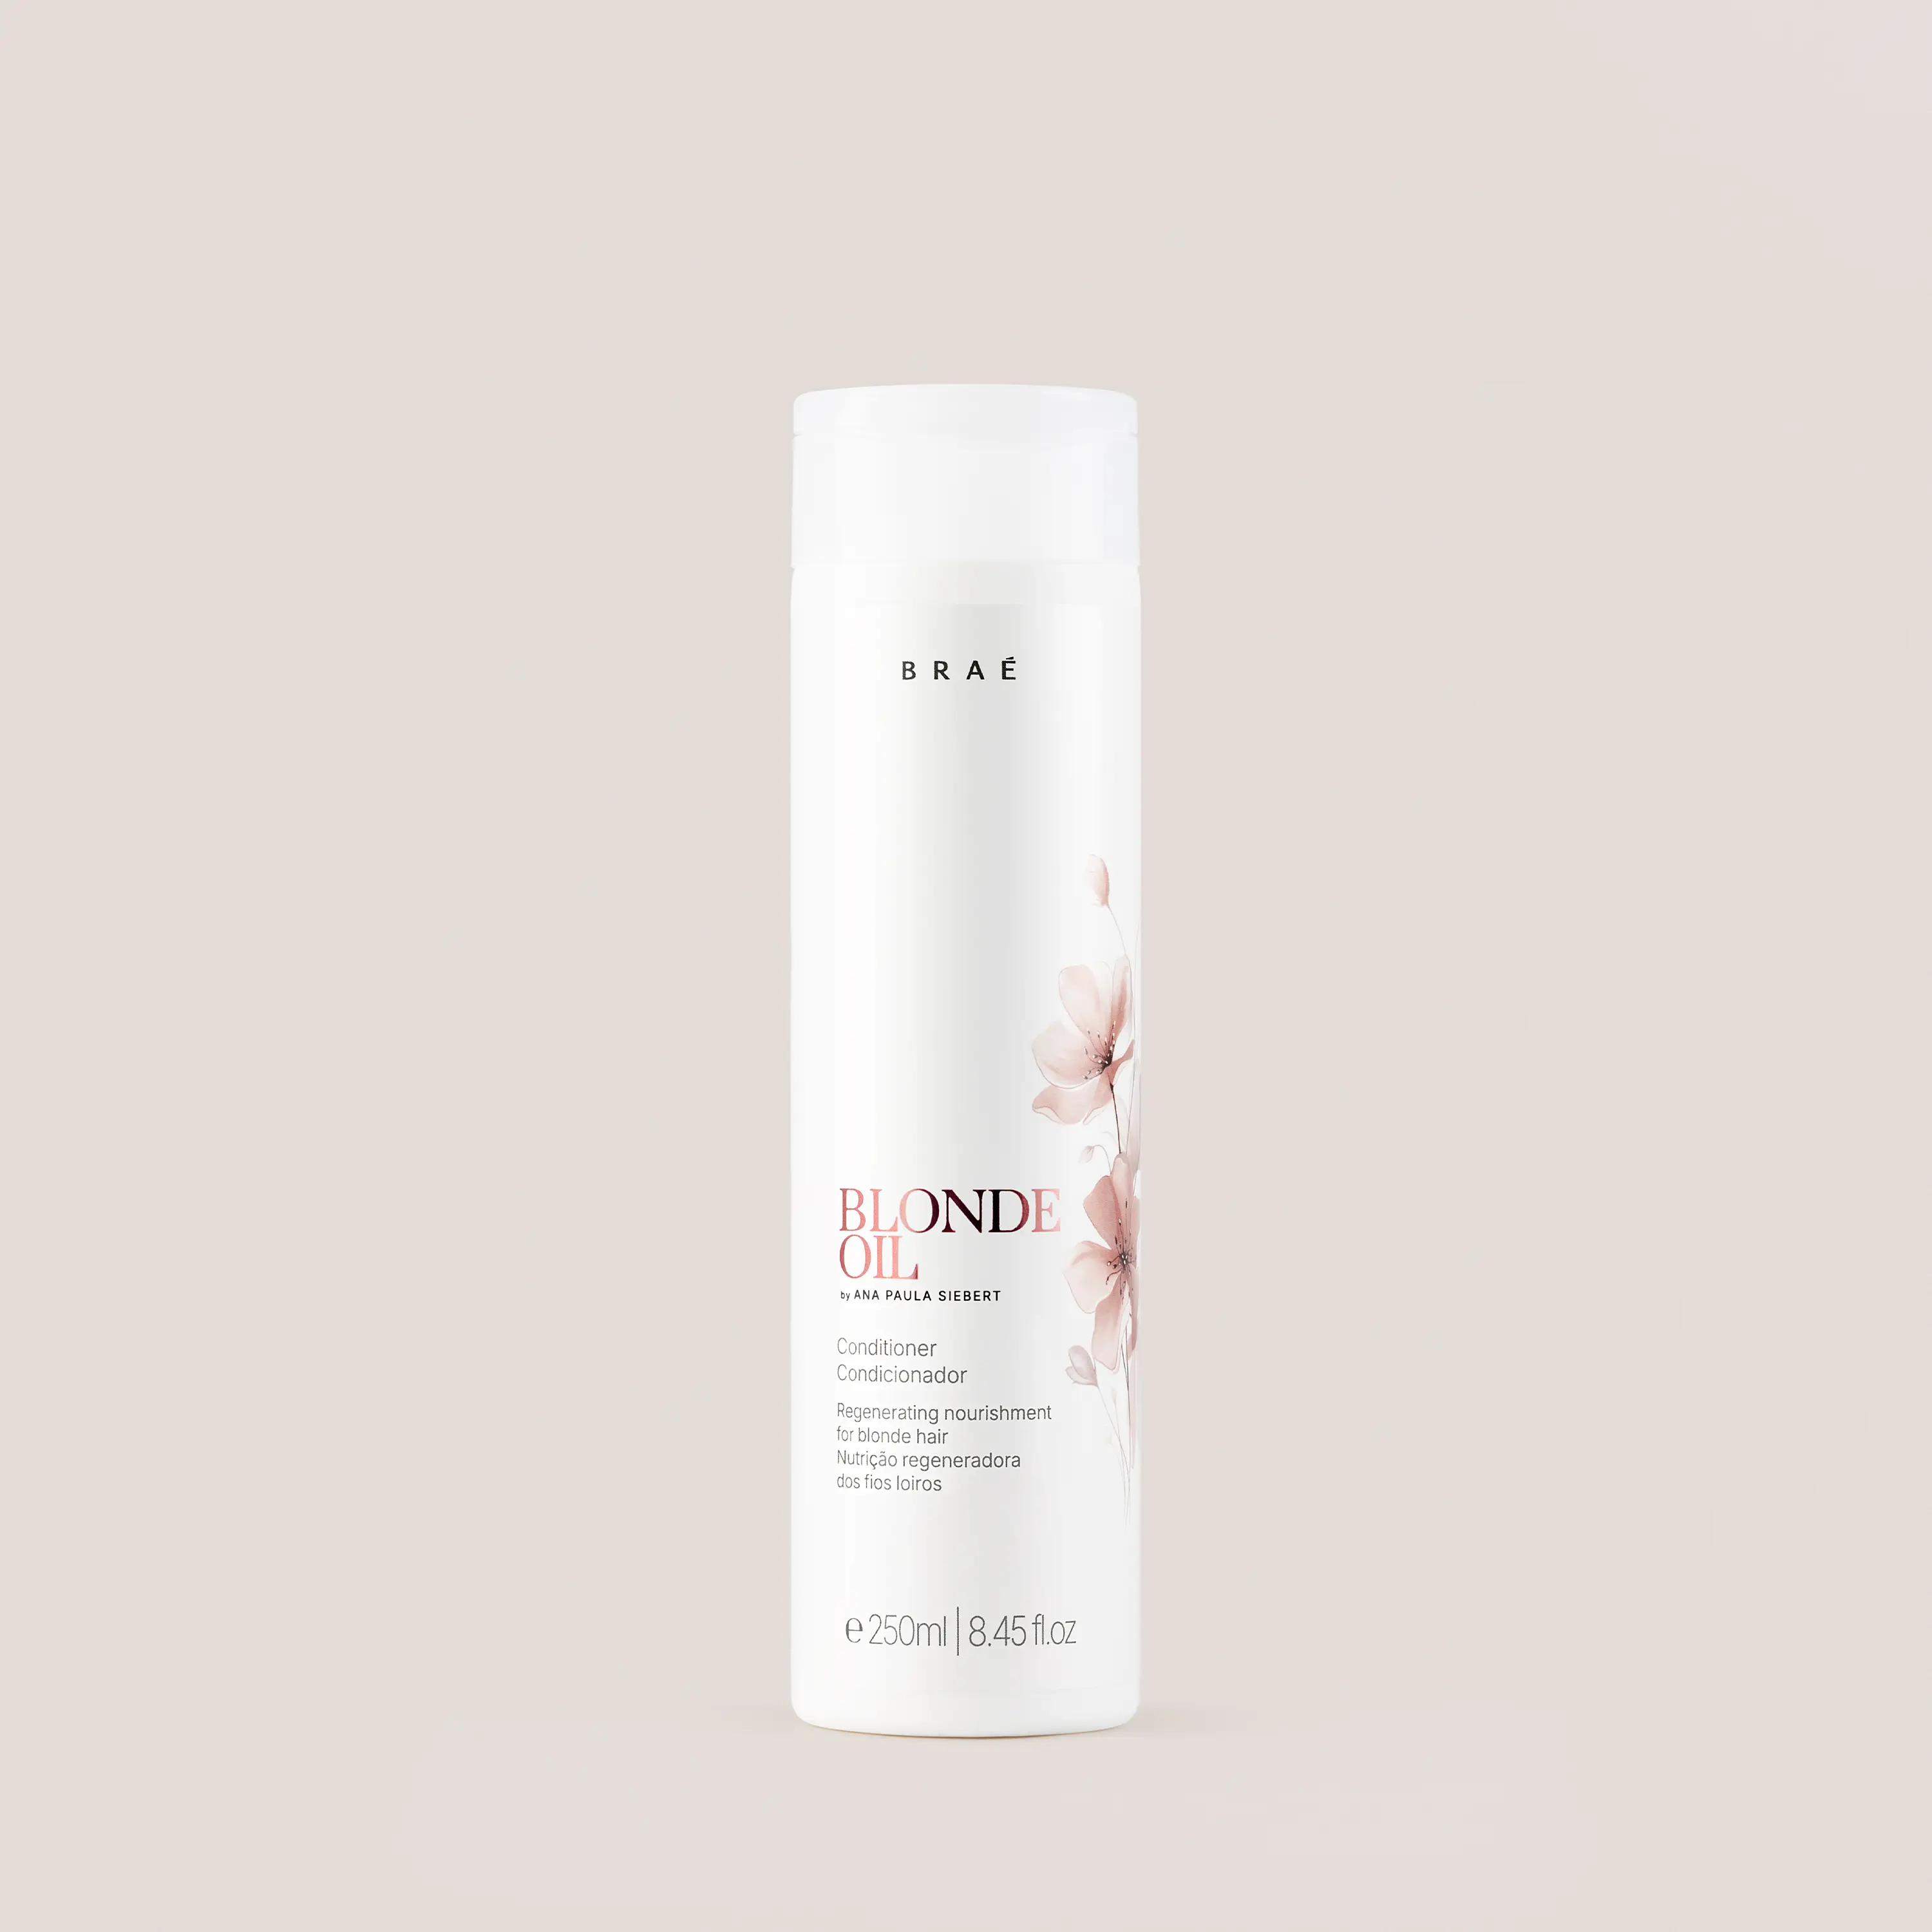 BRAÉ
BLONDE
OIL
by ANA PAULA SIEBERT
Conditioner
Condicionador
Regenerating nourishment
for blonde hair
Nutrição regeneradora
dos fios loiros
℮250ml|8.45 fl.oz